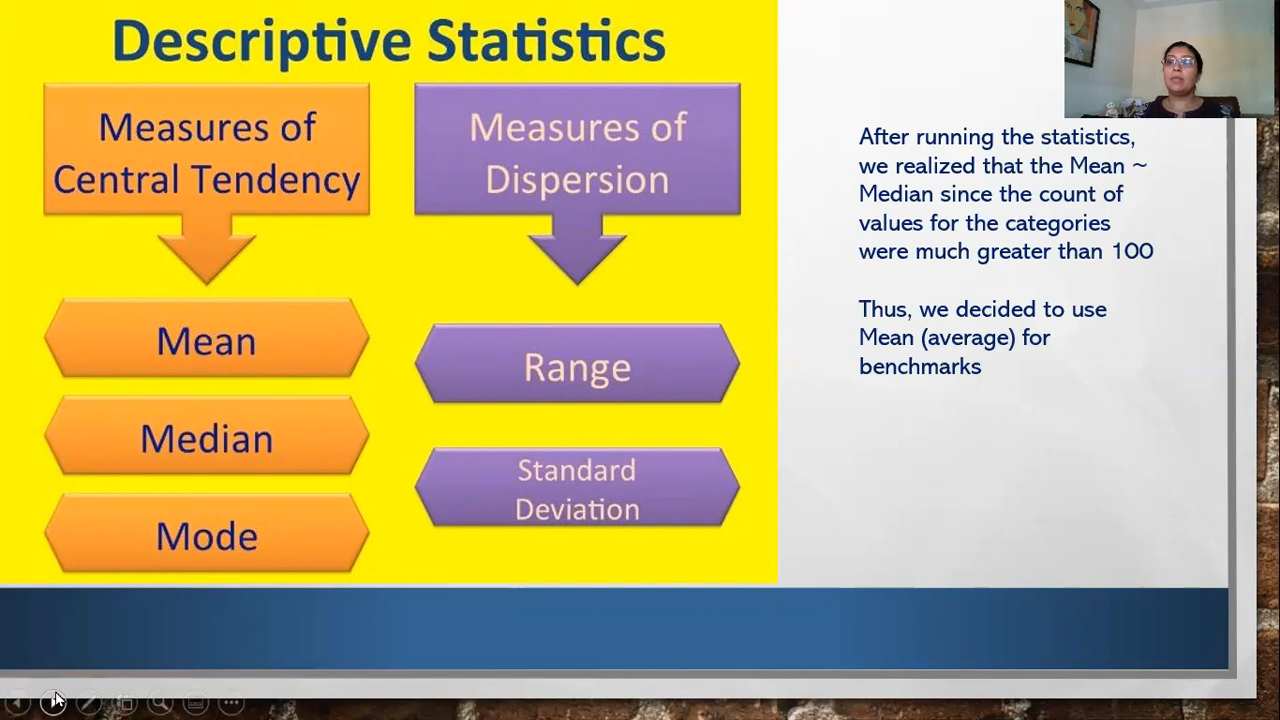 Descriptive Statistics
Measures of
Central Tendency
Mean
Median
Mode
Measures of
Dispersion
Range
Standard
Deviation
After running the statistics,
we realized that the Mean ~
Median since the count of
values for the categories
were much greater than 100
Thus, we decided to use
Mean (average) for
benchmarks